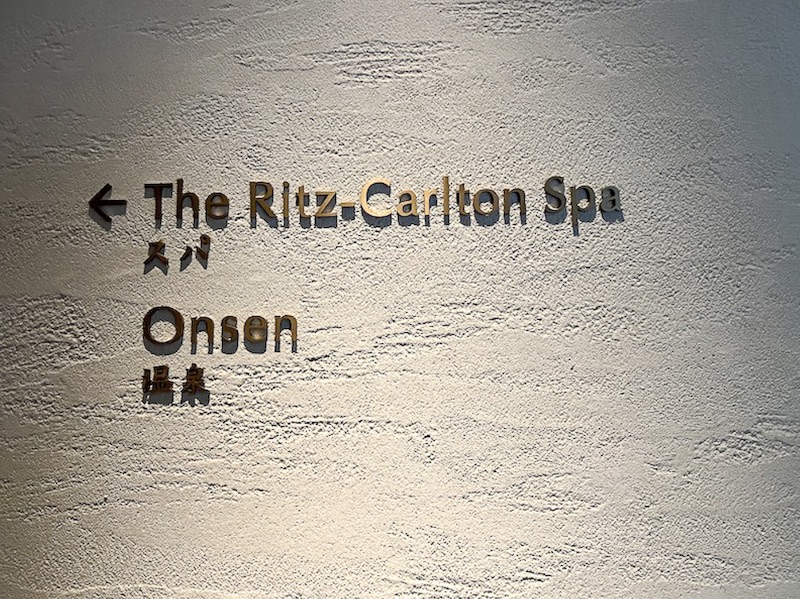 ← The Ritz-Carlton Spa
スパ
Onsen
温泉